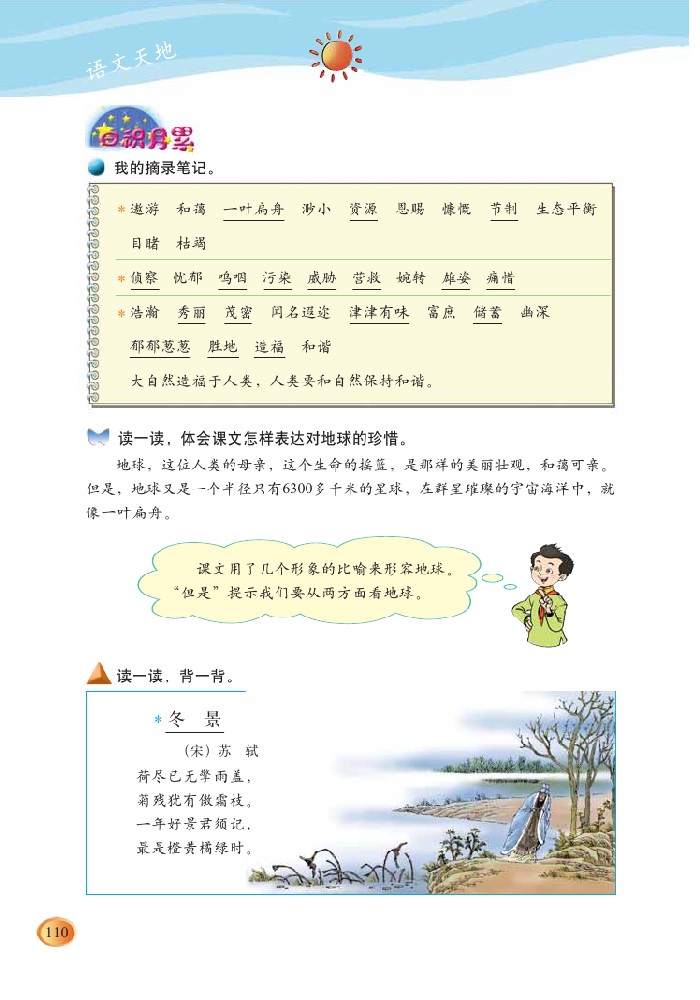 语文天地
日积月累
我的摘录笔记。
*遨游 和蔼 一叶扁舟 渺小 资源 恩赐 慷慨 节制 生态平衡
目睹 枯竭
*侦察 忧郁 呜咽 污染 威胁 营救 婉转 雄姿 痛惜
*浩瀚 秀丽 茂密 闻名遐迩 津津有味 富庶 储蓄 幽深
郁郁葱葱 胜地 造福 和谐
大自然造福于人类，人类要和自然保持和谐。
读一读，体会课文怎样表达对地球的珍惜。
地球，这位人类的母亲，这个生命的摇篮，是那样的美丽壮观，和蔼可亲。
但是，地球又是一个半径只有6300多千米的星球，在群星璀璨的宇宙海洋中，就
像一叶扁舟。
课文用了几个形象的比喻来形容地球。
“但是”提示我们要从两方面看地球。
读一读，背一背。
*冬 景
（宋）苏 轼
荷尽已无擎雨盖，
菊残犹有傲霜枝。
一年好景君须记，
最是橙黄橘绿时。
110